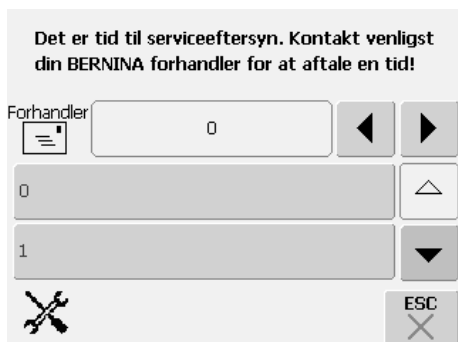 Det er tid til serviceeftersyn. Kontakt venligst
din BERNINA forhandler for at aftale en tid!
Forhandler
0
0
1
ESC